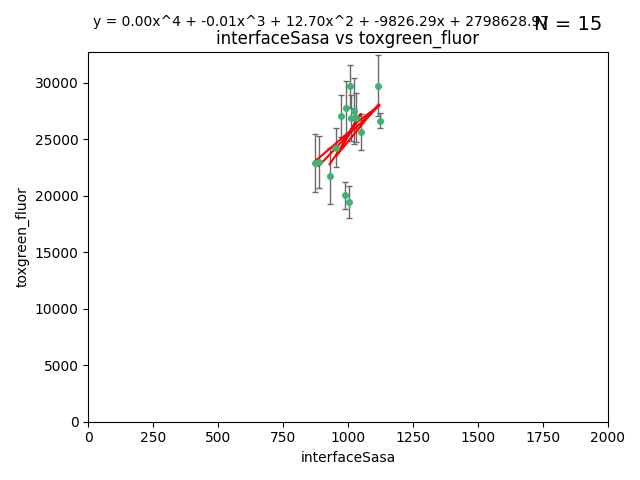 y = 0.00x^4 + -0.01x^3 + 12.70x^2 + -9826.29x + 2798628.97
N = 15
interfaceSasa vs toxgreen_fluor
30000
25000
20000
15000
10000
5000
0
toxgreen_fluor
0 250 500 750 1000 1250 1500 1750 2000
interfaceSasa